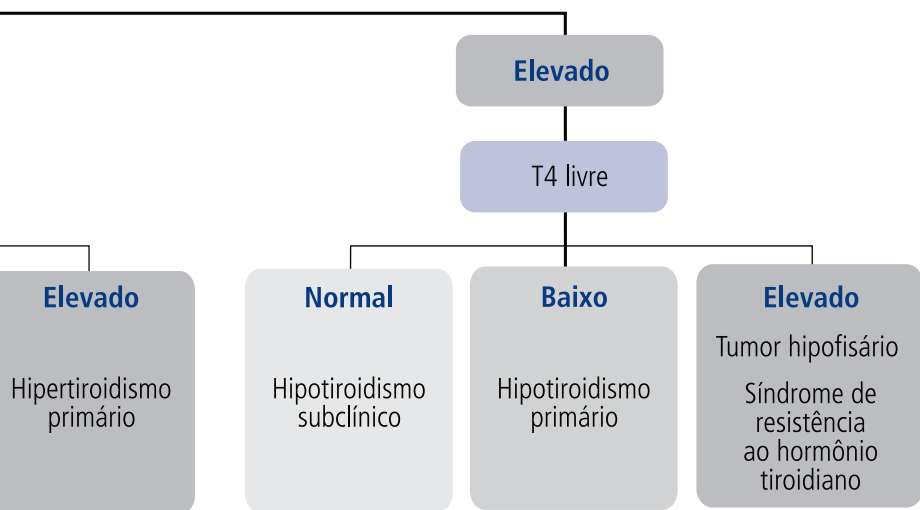 Elevado
T4 livre
Elevado
Hipertiroidismo
primário
Normal
Hipotiroidismo
subclínico
Baixo
Hipotiroidismo
primário
Elevado
Tumor hipofisário
Síndrome de
resistência
ao hormônio
tiroidiano